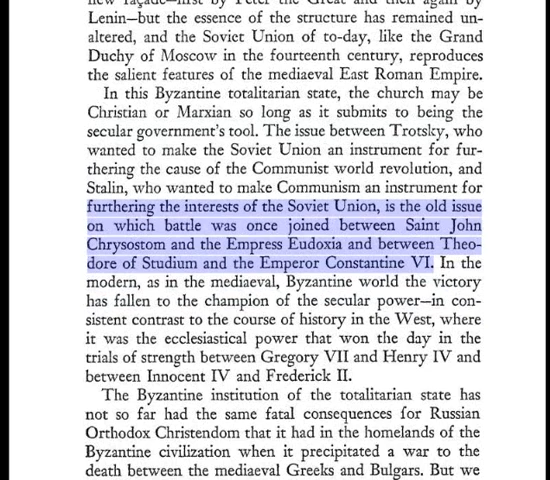 new façade—first by Peter the Great and then again by
Lenin—but the essence of the structure has remained un-
altered, and the Soviet Union of to-day, like the Grand
Duchy of Moscow in the fourteenth century, reproduces
the salient features of the mediaeval East Roman Empire.
In this Byzantine totalitarian state, the church may be
Christian or Marxian so long as it submits to being the
secular government's tool. The issue between Trotsky, who
wanted to make the Soviet Union an instrument for fur-
thering the cause of the Communist world revolution, and
Stalin, who wanted to make Communism an instrument for
furthering the interests of the Soviet Union, is the old issue
on which battle was once joined between Saint John
Chrysostom and the Empress Eudoxia and between Theo-
dore of Studium and the Emperor Constantine VI. In the
modern, as in the mediaeval, Byzantine world the victory
has fallen to the champion of the secular power—in con-
sistent contrast to the course of history in the West, where
it was the ecclesiastical power that won the day in the
trials of strength between Gregory VII and Henry IV and
between Innocent IV and Frederick II.
The Byzantine institution of the totalitarian state has
not so far had the same fatal consequences for Russian
Orthodox Christendom that it had in the homelands of the
Byzantine civilization when it precipitated a war to the
death between the mediaeval Greeks and Bulgars. But we